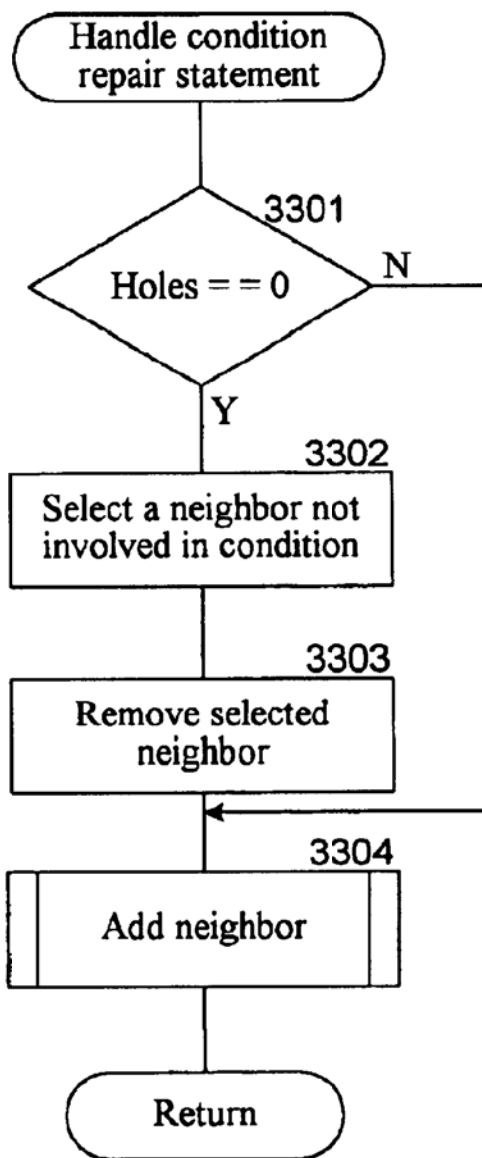 Handle condition
repair statement
3301
Holes = = 0
N
Y
3302
Select a neighbor not
involved in condition
3303
Remove selected
neighbor
3304
Add neighbor
Return